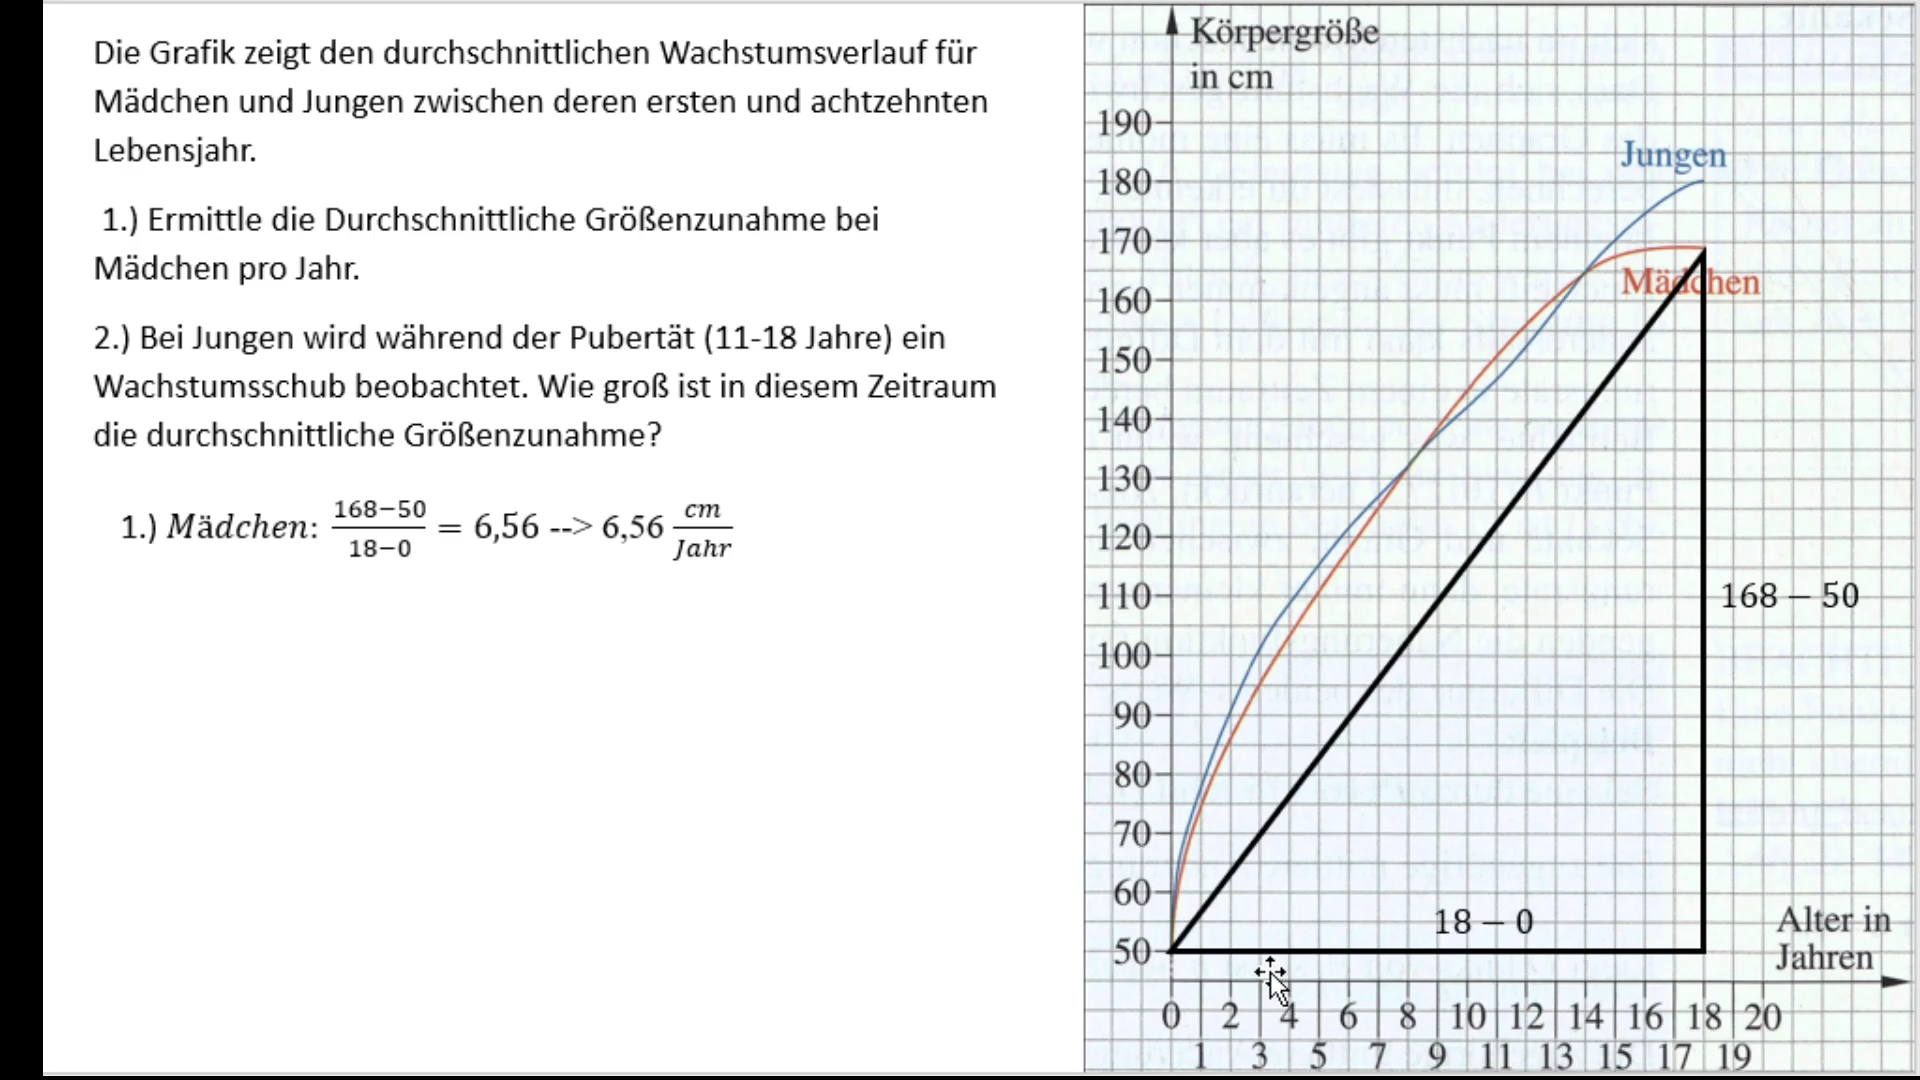 Die Grafik zeigt den durchschnittlichen Wachstumsverlauf für
Mädchen und Jungen zwischen deren ersten und achtzehnten
Lebensjahr.
1.) Ermittle die Durchschnittliche Größenzunahme bei
Mädchen pro Jahr.
2.) Bei Jungen wird während der Pubertät (11-18 Jahre) ein
Wachstumsschub beobachtet. Wie groß ist in diesem Zeitraum
die durchschnittliche Größenzunahme?
1.) Mädchen: (168−50)/(18−0) = 6,56 --> 6,56 cm/Jahr
Körpergröße
in cm
190
180
170
160
150
140
130
120
110
100
90
80
70
60
50
Jungen
Mädchen
168 − 50
18 − 0
Alter in
Jahren
0 2 4 6 8 10 12 14 16 18 20
1 3 5 7 9 11 13 15 17 19